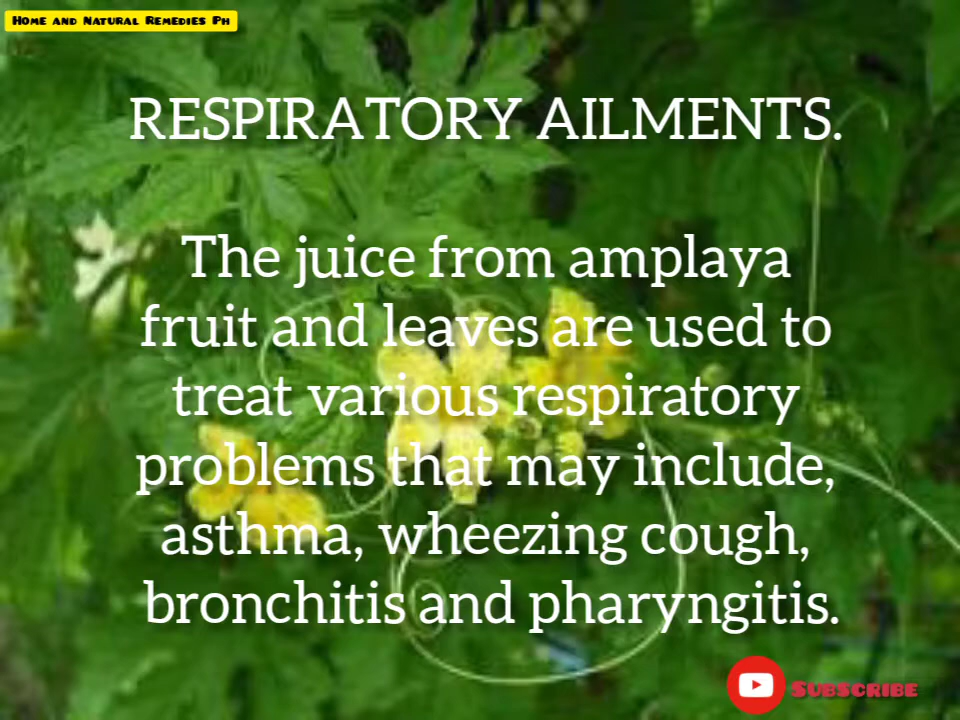 Home and Natural Remedies Ph
RESPIRATORY AILMENTS.
The juice from amplaya
fruit and leaves are used to
treat various respiratory
problems that may include,
asthma, wheezing cough,
bronchitis and pharyngitis.
Subscribe